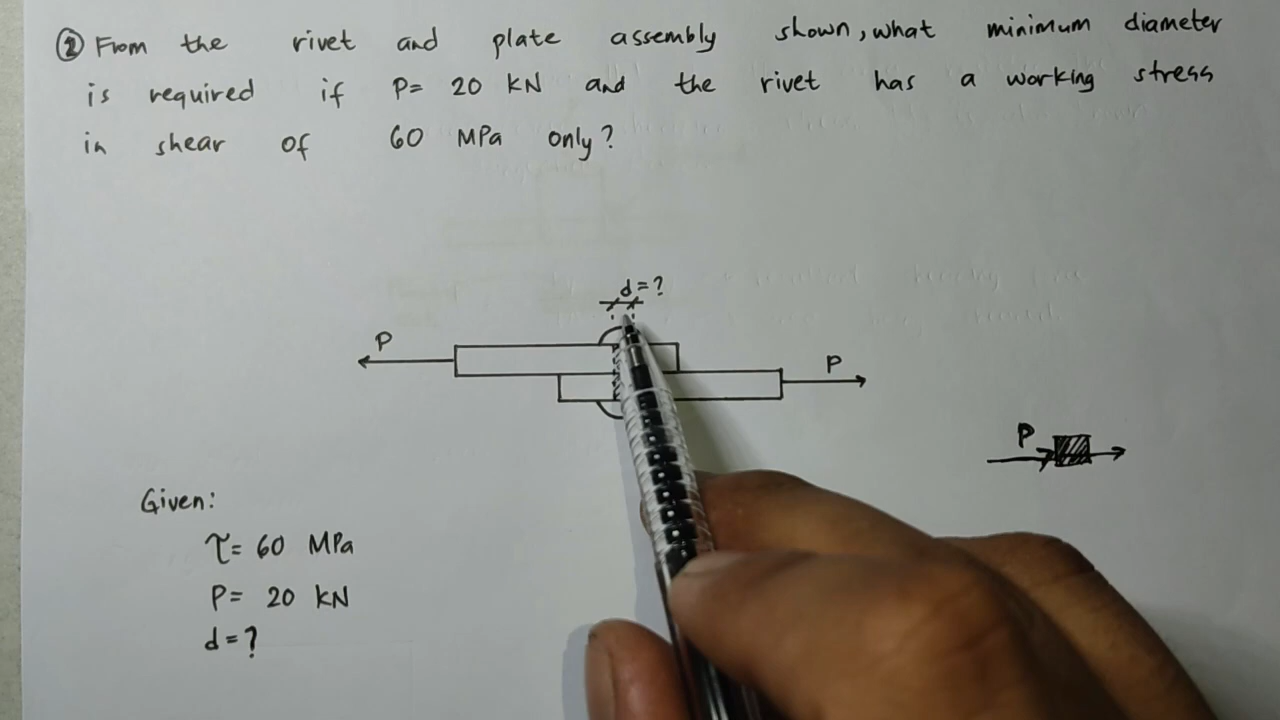 ② From the rivet and plate assembly shown, what minimum diameter
is required if P= 20 KN and the rivet has a working stress
in shear of 60 MPa only?
d=?
P
P
P
Given:
τ= 60 MPa
P= 20 KN
d=?